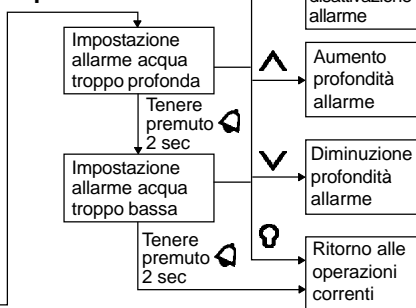 disattivazione
allarme
Impostazione
allarme acqua
troppo profonda
Aumento
profondità
allarme
Tenere
premuto
2 sec
Impostazione
allarme acqua
troppo bassa
Diminuzione
profondità
allarme
Tenere
premuto
2 sec
Ritorno alle
operazioni
correnti